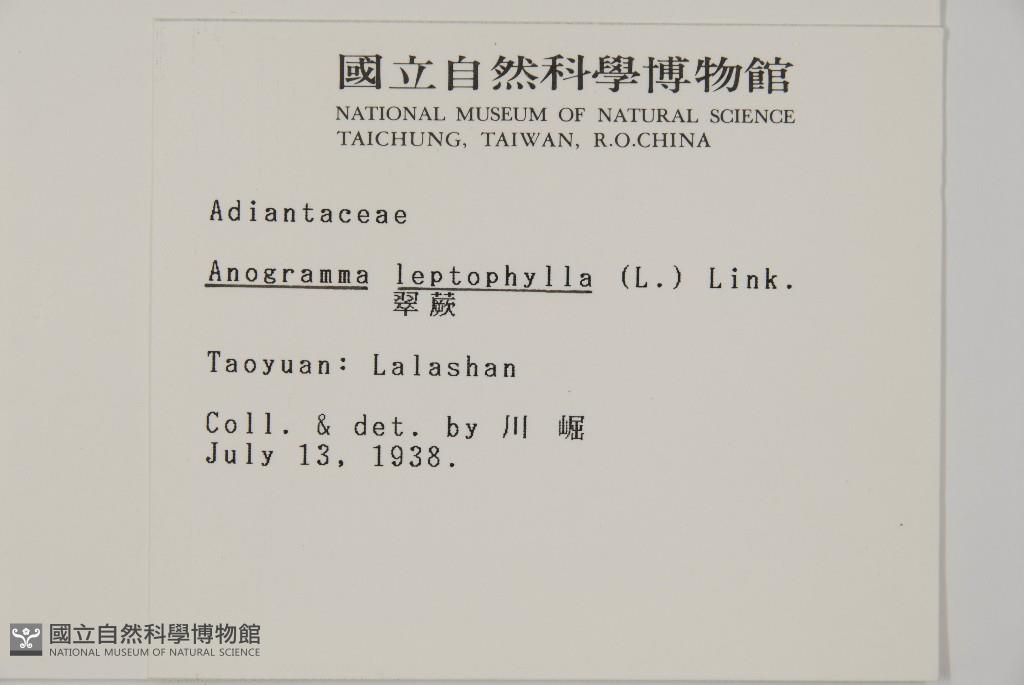 國立自然科學博物館
NATIONAL MUSEUM OF NATURAL SCIENCE
TAICHUNG, TAIWAN, R.O.CHINA
Adiantaceae
Anogramma leptophylla (L.) Link.
翠蕨
Taoyuan: Lalashan
Coll. & det. by 川 崛
July 13, 1938.
國立自然科學博物館
NATIONAL MUSEUM OF NATURAL SCIENCE